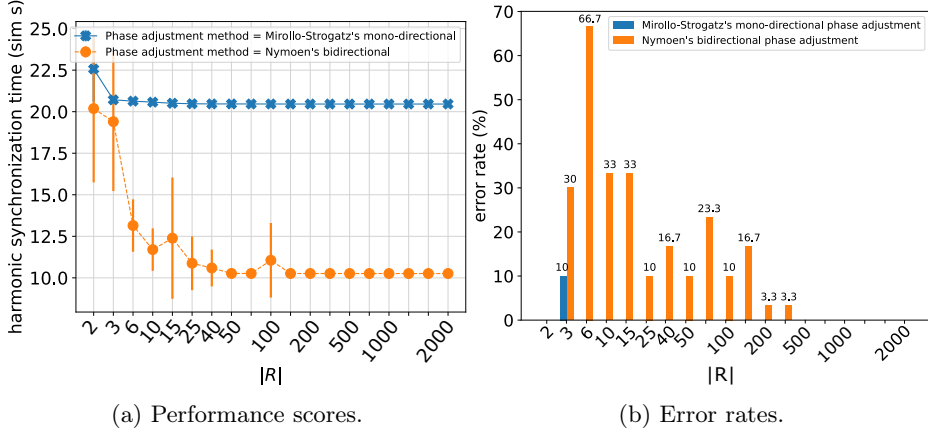 harmonic synchronization time (sim s)
25.0
22.5
20.0
17.5
15.0
12.5
10.0
Phase adjustment method = Mirollo-Strogatz's mono-directional
Phase adjustment method = Nymoen's bidirectional
2 3 6 10 15 25 40 50 100 200 500 1000 2000
|R|
(a) Performance scores.
error rate (%)
70
60
50
40
30
20
10
0
Mirollo-Strogatz's mono-directional phase adjustment
Nymoen's bidirectional phase adjustment
10 30 66.7 33 33 10 16.7 10 23.3 10 16.7 3.3 3.3
2 3 6 10 15 25 40 50 100 200 500 1000 2000
|R|
(b) Error rates.